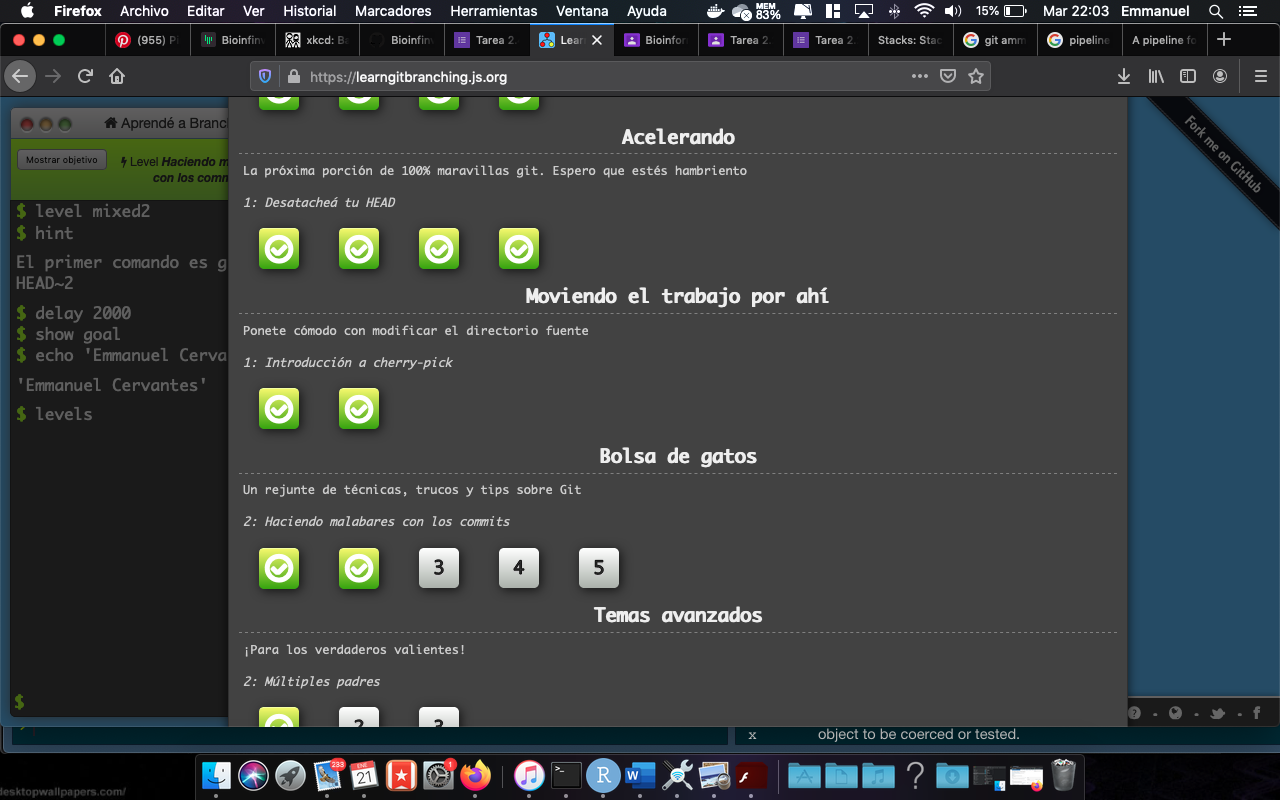 Firefox Archivo Editar Ver Historial Marcadores Herramientas Ventana Ayuda MEM 83% 15% Mar 22:03 Emmanuel
(955) Pi Bioinfin xkcd: Ba Bioinfin Tarea 2. Lear Bioinfor Tarea 2. Tarea 2. Stacks: Stac git amm pipeline A pipeline fo
https://learngitbranching.js.org
Fork me on GitHub
Aprendé a Branc
Mostrar objetivo
Level Haciendo m
con los comm
$ level mixed2
$ hint
El primer comando es g
HEAD~2
$ delay 2000
$ show goal
$ echo 'Emmanuel Cerva
'Emmanuel Cervantes'
$ levels
$
Acelerando
La próxima porción de 100% maravillas git. Espero que estés hambriento
1: Desatacheá tu HEAD
Moviendo el trabajo por ahí
Ponete cómodo con modificar el directorio fuente
1: Introducción a cherry-pick
Bolsa de gatos
Un rejunte de técnicas, trucos y tips sobre Git
2: Haciendo malabares con los commits
3 4 5
Temas avanzados
¡Para los verdaderos valientes!
2: Múltiples padres
2 3
x object to be coerced or tested.
233 ENE 21 1 R W
desktopwallpapers.com/